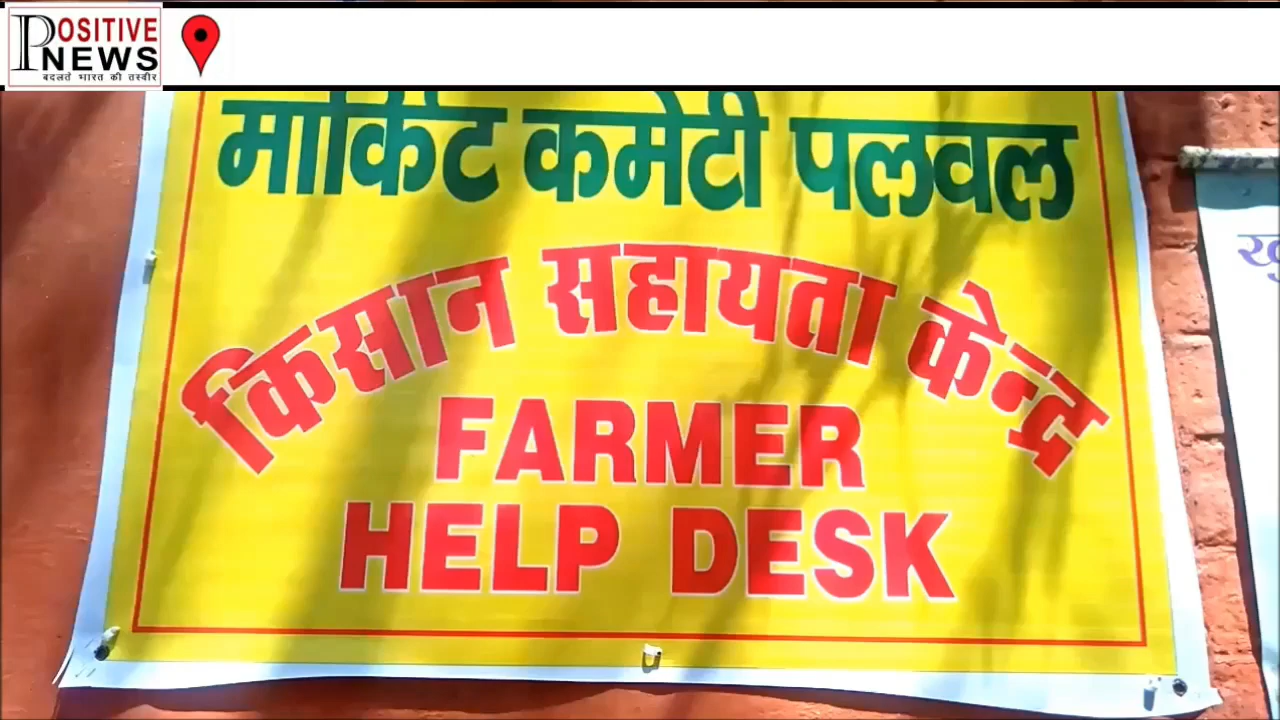 POSITIVE
NEWS
बदलते भारत की तस्वीर
मार्किट कमेटी पलवल
किसान सहायता केन्द्र
FARMER
HELP DESK